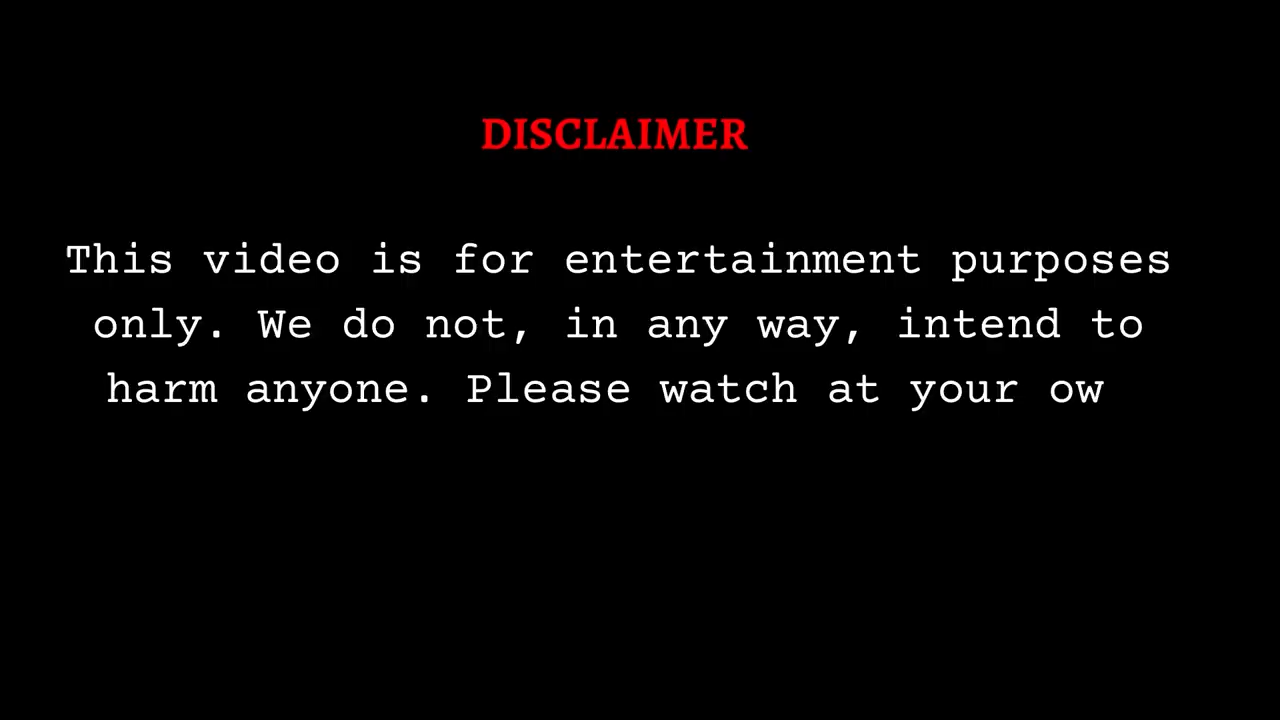 DISCLAIMER
This video is for entertainment purposes
only. We do not, in any way, intend to
harm anyone. Please watch at your ow